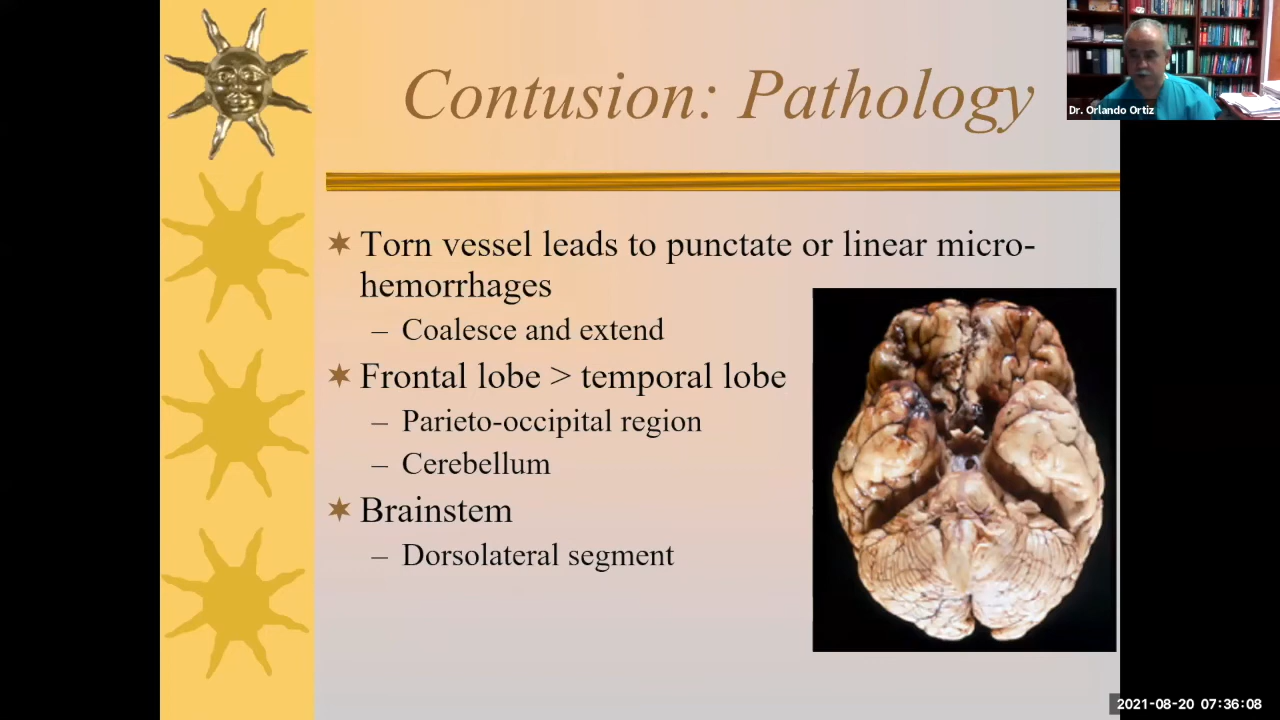 Contusion: Pathology
Dr. Orlando Ortiz
Torn vessel leads to punctate or linear micro-
hemorrhages
– Coalesce and extend
Frontal lobe > temporal lobe
– Parieto-occipital region
– Cerebellum
Brainstem
– Dorsolateral segment
2021-08-20 07:36:08